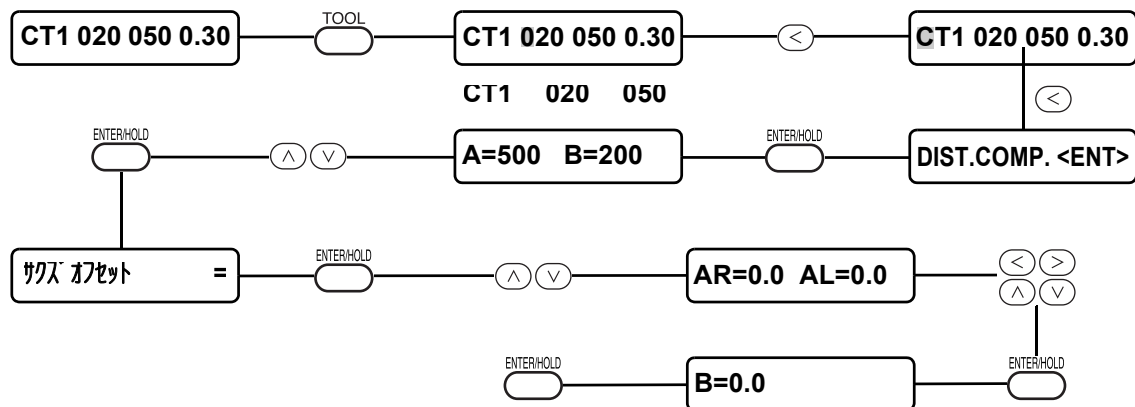 TOOL
CT1 020 050 0.30
CT1 020 050 0.30
<
CT1 020 050 0.30
CT1 020 050
<
ENTER/HOLD
∧ ∨
A=500 B=200
ENTER/HOLD
DIST.COMP. <ENT>
サクズ オフセット =
ENTER/HOLD
∧ ∨
AR=0.0 AL=0.0
< >
∧ ∨
ENTER/HOLD
B=0.0
ENTER/HOLD